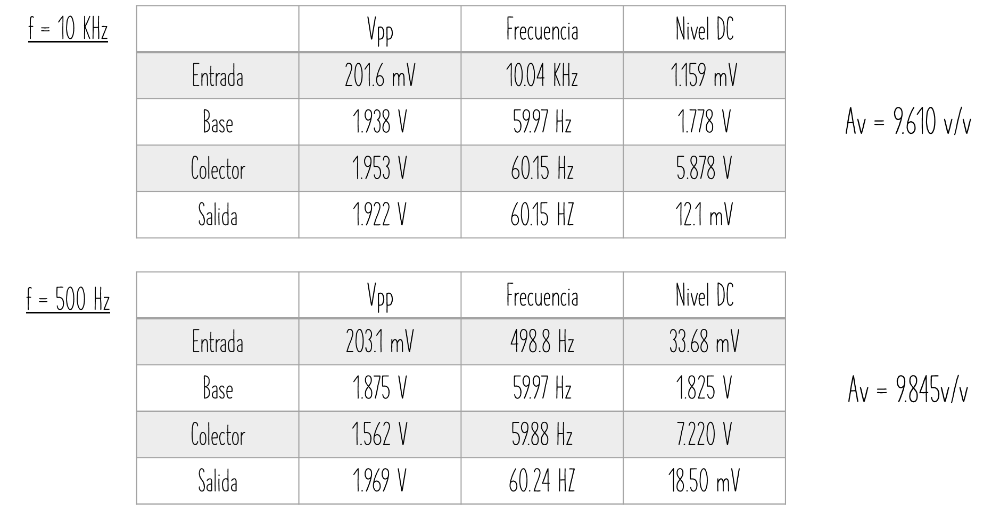 f = 10 KHz
Vpp Frecuencia Nivel DC
Entrada 201.6 mV 10.04 KHz 1.159 mV
Base 1.938 V 59.97 Hz 1.778 V
Av = 9.610 v/v
Colector 1.953 V 60.15 Hz 5.878 V
Salida 1.922 V 60.15 HZ 12.1 mV
f = 500 Hz
Vpp Frecuencia Nivel DC
Entrada 203.1 mV 498.8 Hz 33.68 mV
Base 1.875 V 59.97 Hz 1.825 V
Av = 9.845v/v
Colector 1.562 V 59.88 Hz 7.220 V
Salida 1.969 V 60.24 HZ 18.50 mV